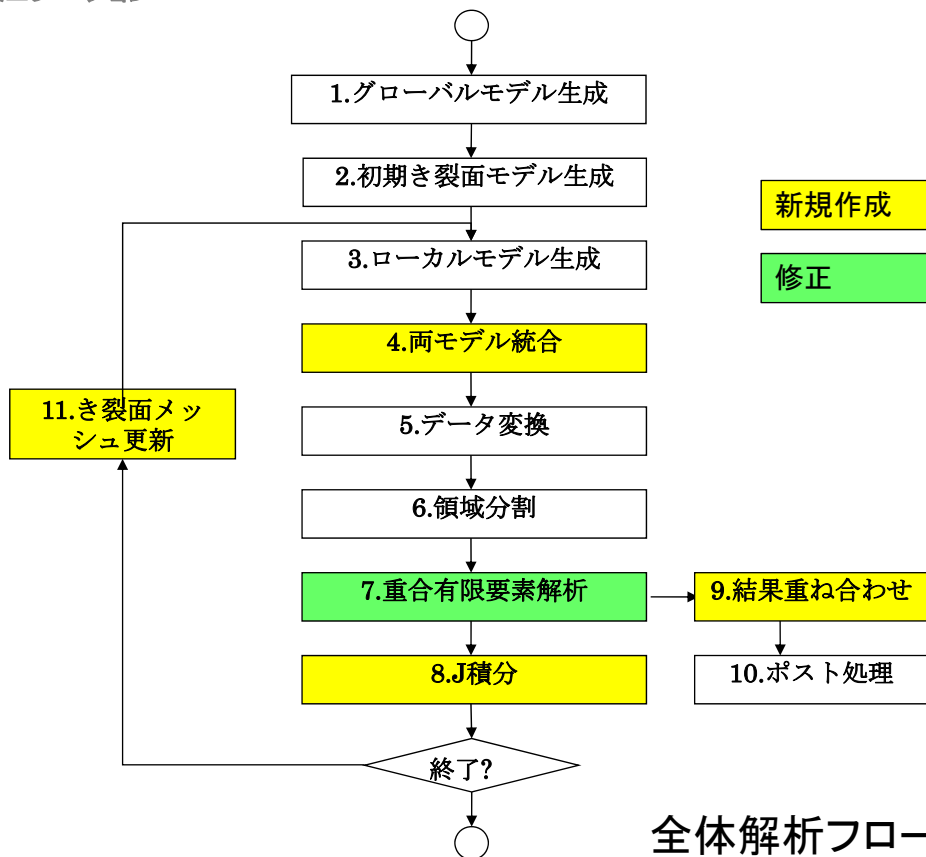 1.グローバルモデル生成
2.初期き裂面モデル生成
新規作成
3.ローカルモデル生成
修正
4.両モデル統合
11.き裂面メッ
シュ更新
5.データ変換
6.領域分割
7.重合有限要素解析
9.結果重ね合わせ
8.J積分
10.ポスト処理
終了?
全体解析フロー